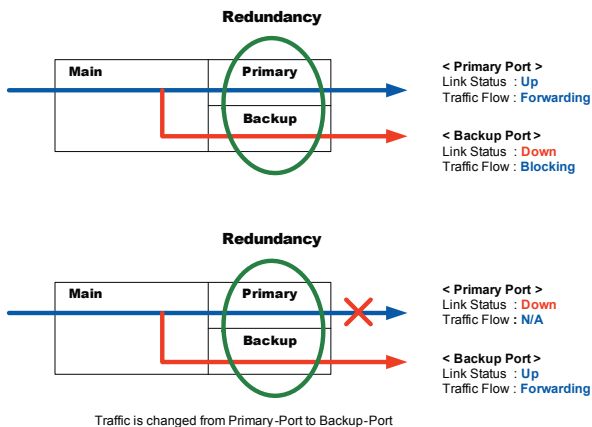 Redundancy
Main
Primary
Backup
< Primary Port >
Link Status : Up
Traffic Flow : Forwarding
< Backup Port >
Link Status : Down
Traffic Flow : Blocking
Redundancy
Main
Primary
Backup
< Primary Port >
Link Status : Down
Traffic Flow : N/A
< Backup Port >
Link Status : Up
Traffic Flow : Forwarding
Traffic is changed from Primary-Port to Backup-Port